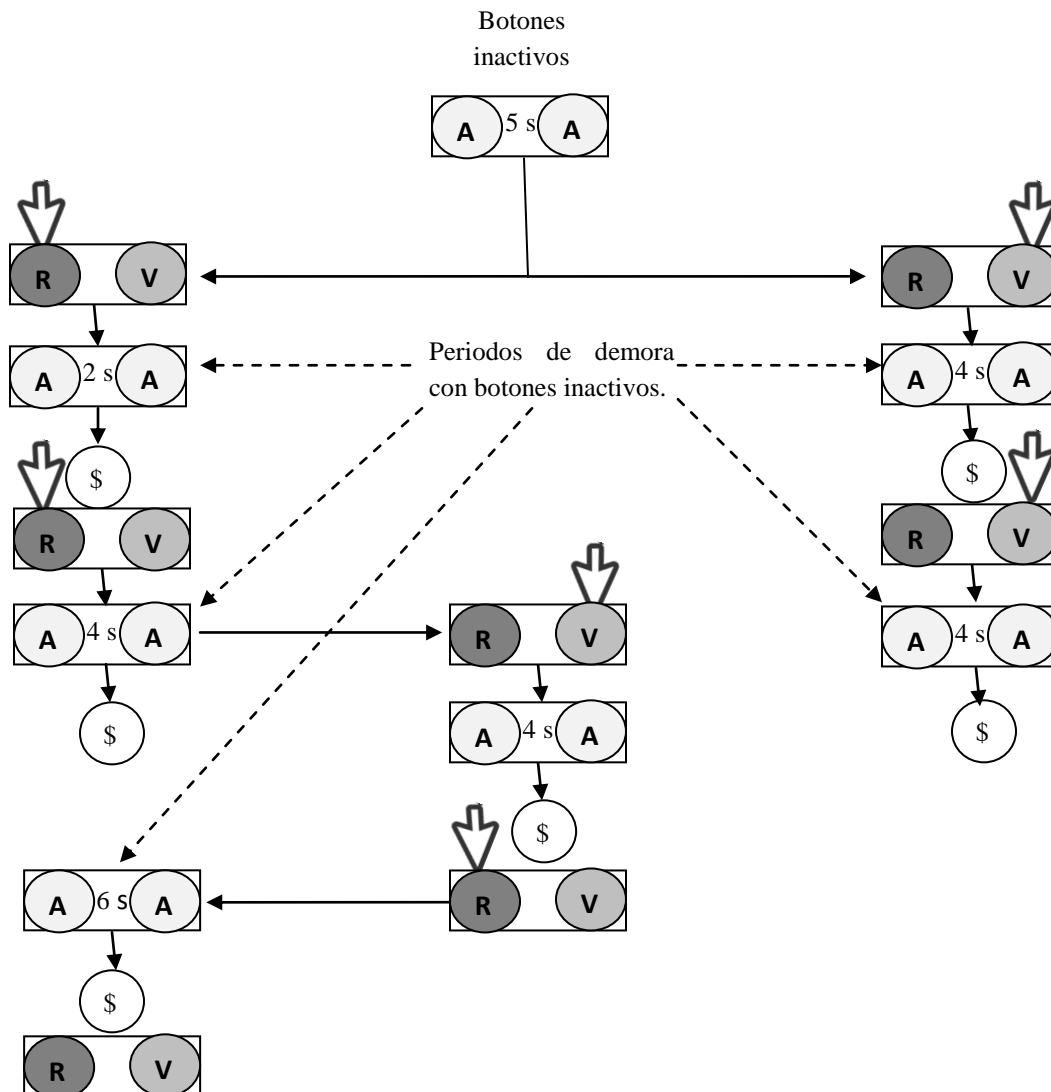 Botones
inactivos
A 5 s A
R V
R V
Periodos de demora
con botones inactivos.
A 2 s A
A 4 s A
$
$
R V
R V
A 4 s A
R V
A 4 s A
$
A 4 s A
$
$
A 6 s A
R V
$
R V